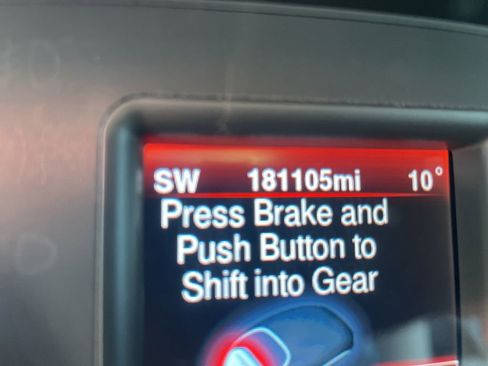 SW 181105mi 10°
Press Brake and
Push Button to
Shift into Gear